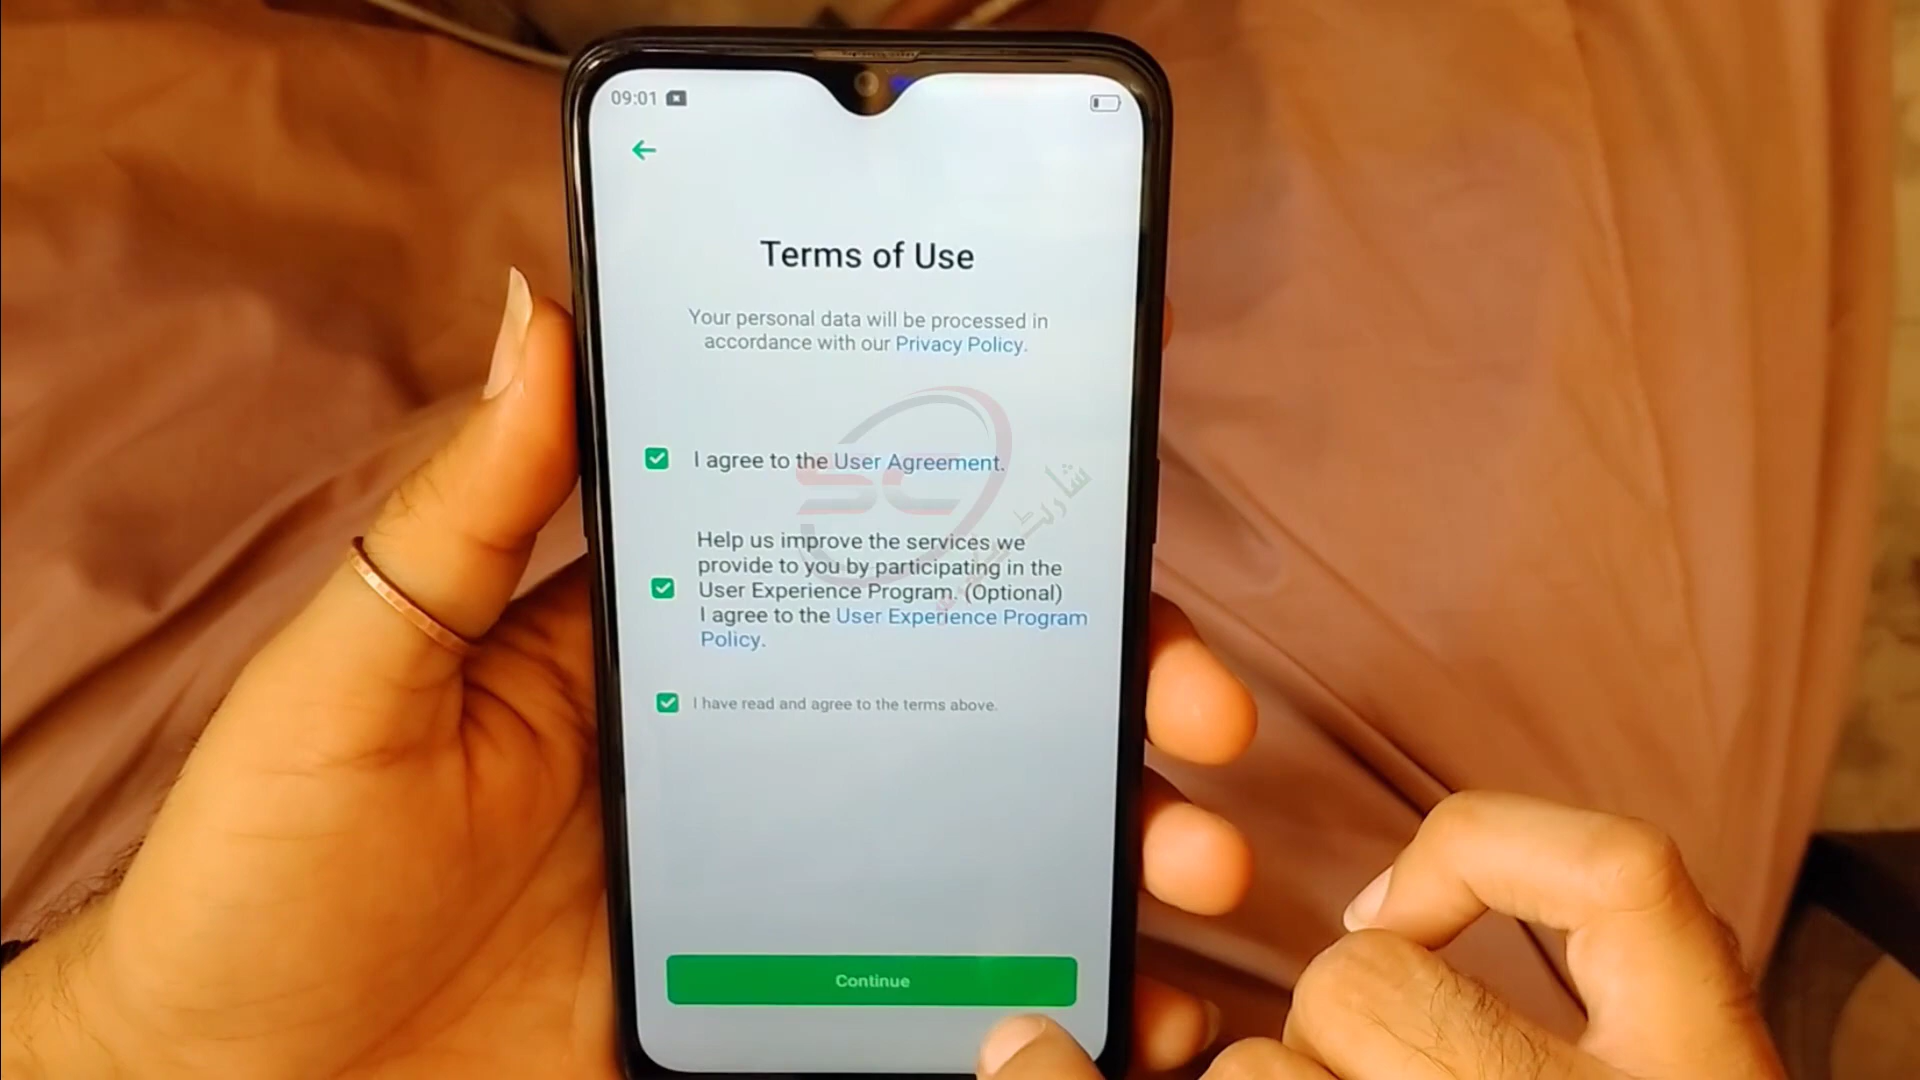 09:01
Terms of Use
Your personal data will be processed in
accordance with our Privacy Policy.
I agree to the User Agreement.
Help us improve the services we
provide to you by participating in the
User Experience Program. (Optional)
I agree to the User Experience Program
Policy.
I have read and agree to the terms above.
Continue
SC
شارٹ